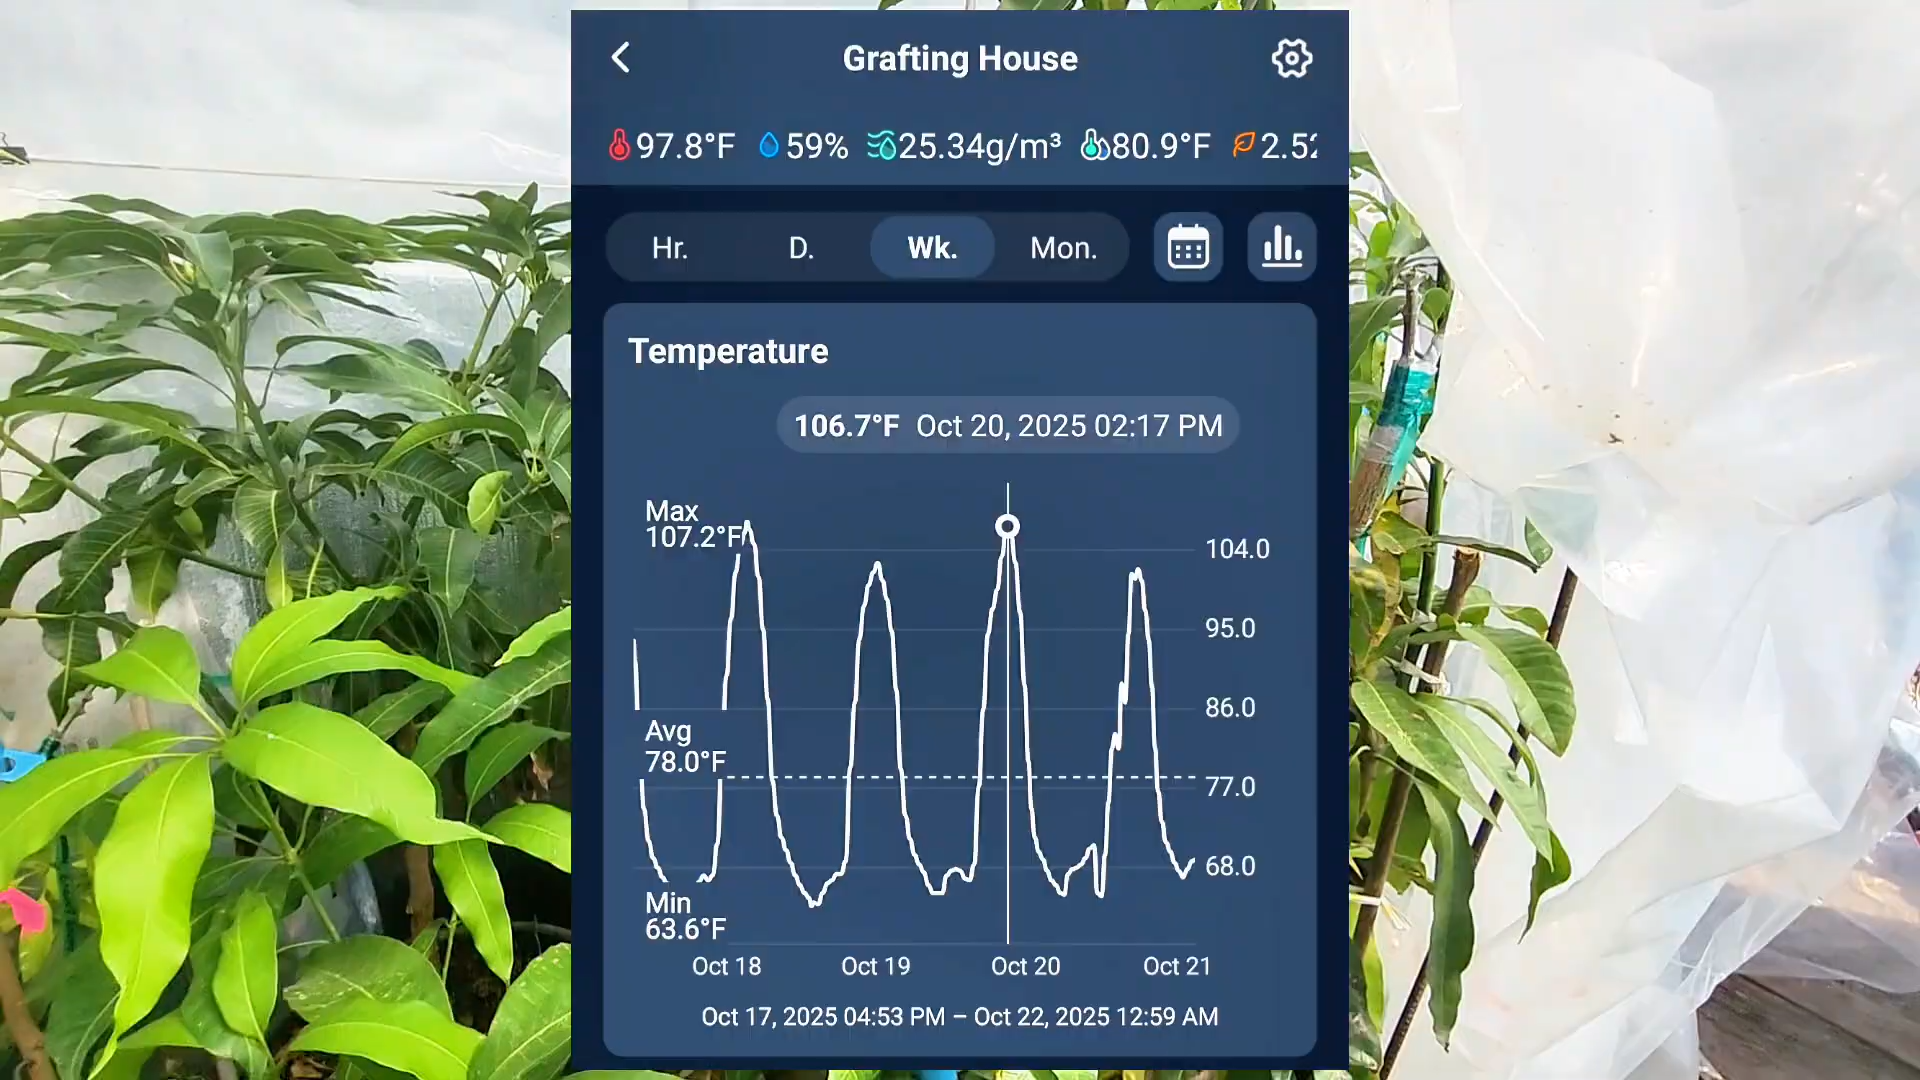 Grafting House
97.8°F 59% 25.34g/m³ 80.9°F 2.52
Hr. D. Wk. Mon.
Temperature
106.7°F Oct 20, 2025 02:17 PM
Max
107.2°F
104.0
95.0
86.0
Avg
78.0°F
77.0
68.0
Min
63.6°F
Oct 18 Oct 19 Oct 20 Oct 21
Oct 17, 2025 04:53 PM – Oct 22, 2025 12:59 AM